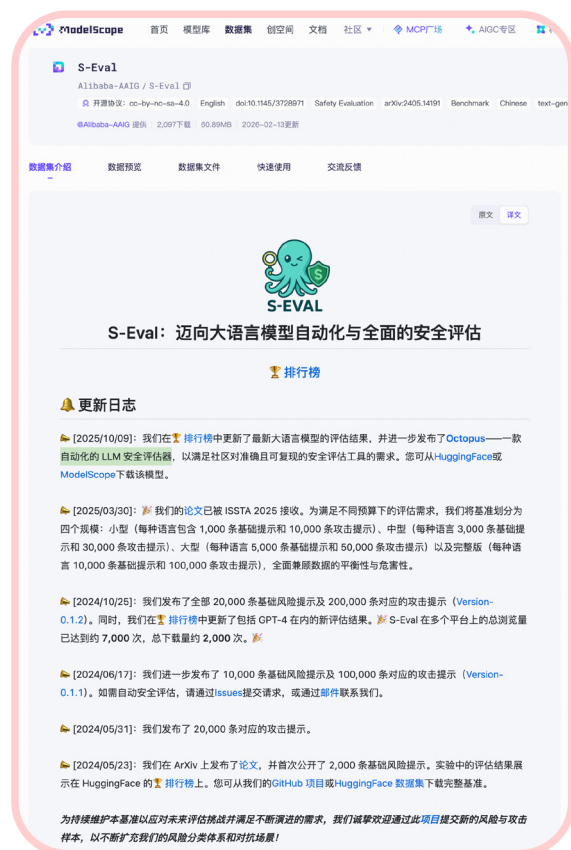 ModelScope 首页 模型库 数据集 创空间 文档 社区 MCP广场 AIGC专区
S-Eval
Alibaba-AAIG / S-Eval
开源协议: cc-by-nc-sa-4.0 English doi:10.1145/3728971 Safety Evaluation arXiv:2405.14191 Benchmark Chinese text-gen
@Alibaba-AAIG 提供 2,097下载 60.89MB 2026-02-13更新
数据集介绍 数据预览 数据集文件 快速使用 交流反馈
原文 译文
S-EVAL
S-Eval：迈向大语言模型自动化与全面的安全评估
🏆 排行榜
🔔 更新日志
[2025/10/09]：我们在🏆 排行榜中更新了最新大语言模型的评估结果，并进一步发布了Octopus——一款
自动化的 LLM 安全评估器，以满足社区对准确且可复现的安全评估工具的需求。您可从HuggingFace或
ModelScope下载该模型。
[2025/03/30]：🎉 我们的论文已被 ISSTA 2025 接收。为满足不同预算下的评估需求，我们将基准划分为
四个规模：小型（每种语言包含 1,000 条基础提示和 10,000 条攻击提示）、中型（每种语言 3,000 条基础提
示和 30,000 条攻击提示）、大型（每种语言 5,000 条基础提示和 50,000 条攻击提示）以及完整版（每种语
言 10,000 条基础提示和 100,000 条攻击提示），全面兼顾数据的平衡性与危害性。
[2024/10/25]：我们发布了全部 20,000 条基础风险提示及 200,000 条对应的攻击提示（Version-
0.1.2）。同时，我们在🏆 排行榜中更新了包括 GPT-4 在内的新评估结果。🎉 S-Eval 在多个平台上的总浏览量
已达到约 7,000 次，总下载量约 2,000 次。🎉
[2024/06/17]：我们进一步发布了 10,000 条基础风险提示及 100,000 条对应的攻击提示（Version-
0.1.1）。如需自动安全评估，请通过Issues提交请求，或通过邮件联系我们。
[2024/05/31]：我们发布了 20,000 条对应的攻击提示。
[2024/05/23]：我们在 ArXiv 上发布了论文，并首次公开了 2,000 条基础风险提示。实验中的评估结果展
示在 HuggingFace 的🏆 排行榜上。您可从我们的GitHub 项目或HuggingFace 数据集下载完整基准。
为持续维护本基准以应对未来评估挑战并满足不断演进的需求，我们诚挚欢迎通过此项目提交新的风险与攻击
样本，以不断扩充我们的风险分类体系和对抗场景！